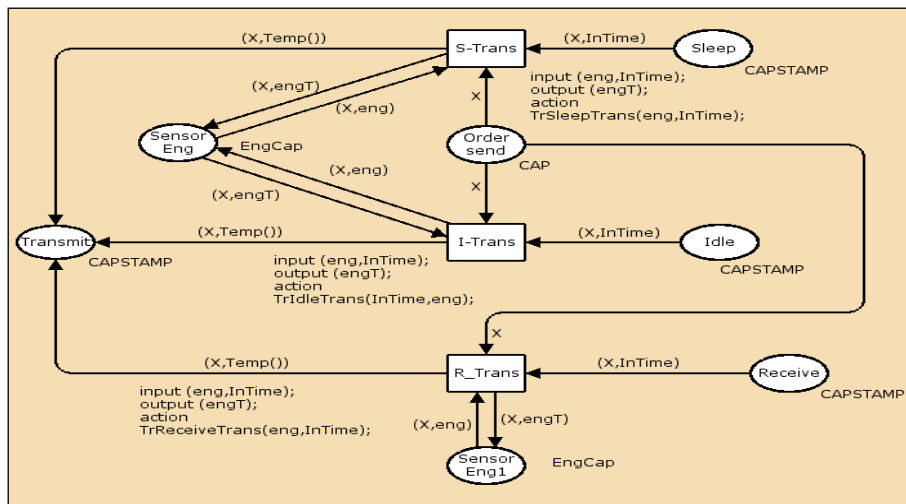 (X,Temp())
S-Trans
(X,InTime)
Sleep
CAPSTAMP
(X,engT)
(X,eng)
X
input (eng,InTime);
output (engT);
action
TrSleepTrans(eng,InTime);
Sensor
Eng
EngCap
Order
send
CAP
(X,eng)
(X,engT)
X
Transmit
CAPSTAMP
(X,Temp())
I-Trans
(X,InTime)
Idle
CAPSTAMP
input (eng,InTime);
output (engT);
action
TrIdleTrans(InTime,eng);
X
(X,Temp())
R_Trans
(X,InTime)
Receive
CAPSTAMP
input (eng,InTime);
output (engT);
action
TrReceiveTrans(eng,InTime);
(X,eng)
(X,engT)
Sensor
Eng1
EngCap